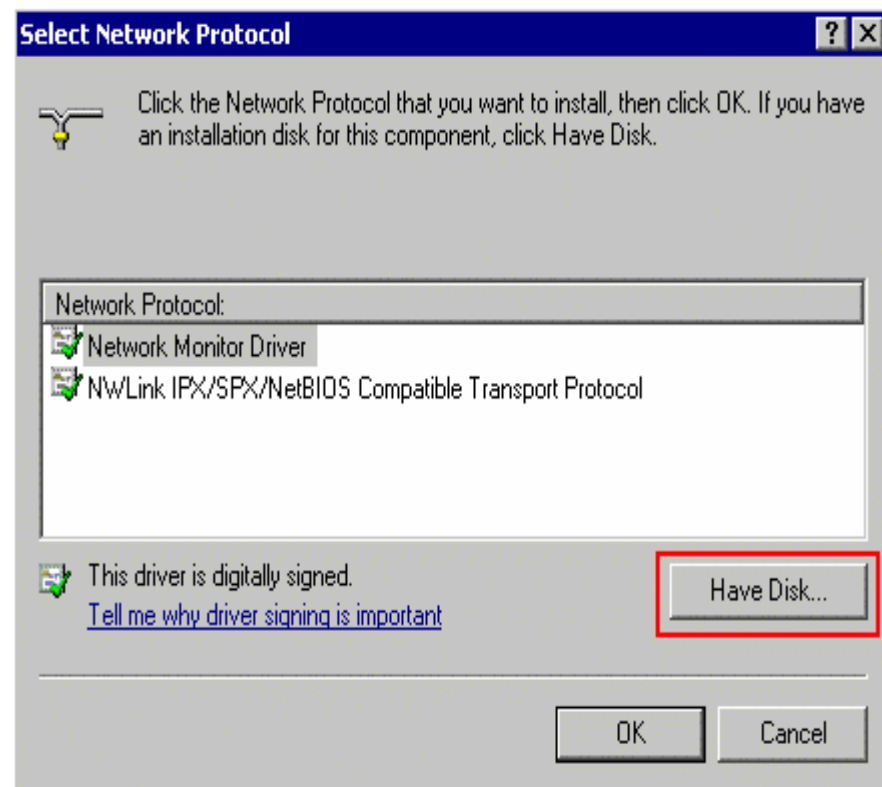 Select Network Protocol
Click the Network Protocol that you want to install, then click OK. If you have
an installation disk for this component, click Have Disk.
Network Protocol:
Network Monitor Driver
NWLink IPX/SPX/NetBIOS Compatible Transport Protocol
This driver is digitally signed.
Tell me why driver signing is important
Have Disk...
OK
Cancel